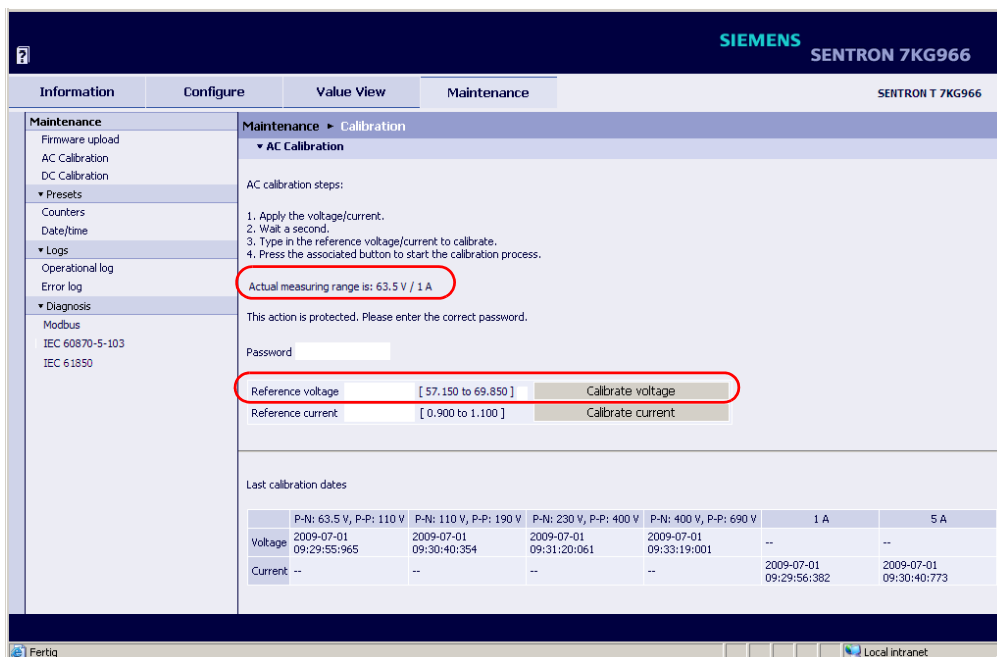 SIEMENS
SENTRON 7KG966
Information Configure Value View Maintenance SENTRON T 7KG966
Maintenance
Firmware upload
AC Calibration
DC Calibration
▾ Presets
Counters
Date/time
▾ Logs
Operational log
Error log
▾ Diagnosis
Modbus
IEC 60870-5-103
IEC 61850
Maintenance ► Calibration
▾ AC Calibration
AC calibration steps:
1. Apply the voltage/current.
2. Wait a second.
3. Type in the reference voltage/current to calibrate.
4. Press the associated button to start the calibration process.
Actual measuring range is: 63.5 V / 1 A
This action is protected. Please enter the correct password.
Password
Reference voltage [ 57.150 to 69.850 ] Calibrate voltage
Reference current [ 0.900 to 1.100 ] Calibrate current
Last calibration dates
P-N: 63.5 V, P-P: 110 V P-N: 110 V, P-P: 190 V P-N: 230 V, P-P: 400 V P-N: 400 V, P-P: 690 V 1 A 5 A
Voltage 2009-07-01 09:29:55:965 2009-07-01 09:30:40:354 2009-07-01 09:31:20:061 2009-07-01 09:33:19:001 -- --
Current -- -- -- -- 2009-07-01 09:29:56:382 2009-07-01 09:30:40:773
Fertig Local intranet